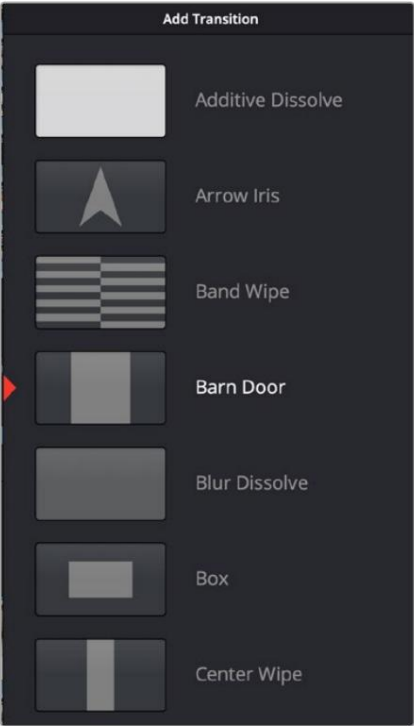 Add Transition
Additive Dissolve
Arrow Iris
Band Wipe
Barn Door
Blur Dissolve
Box
Center Wipe